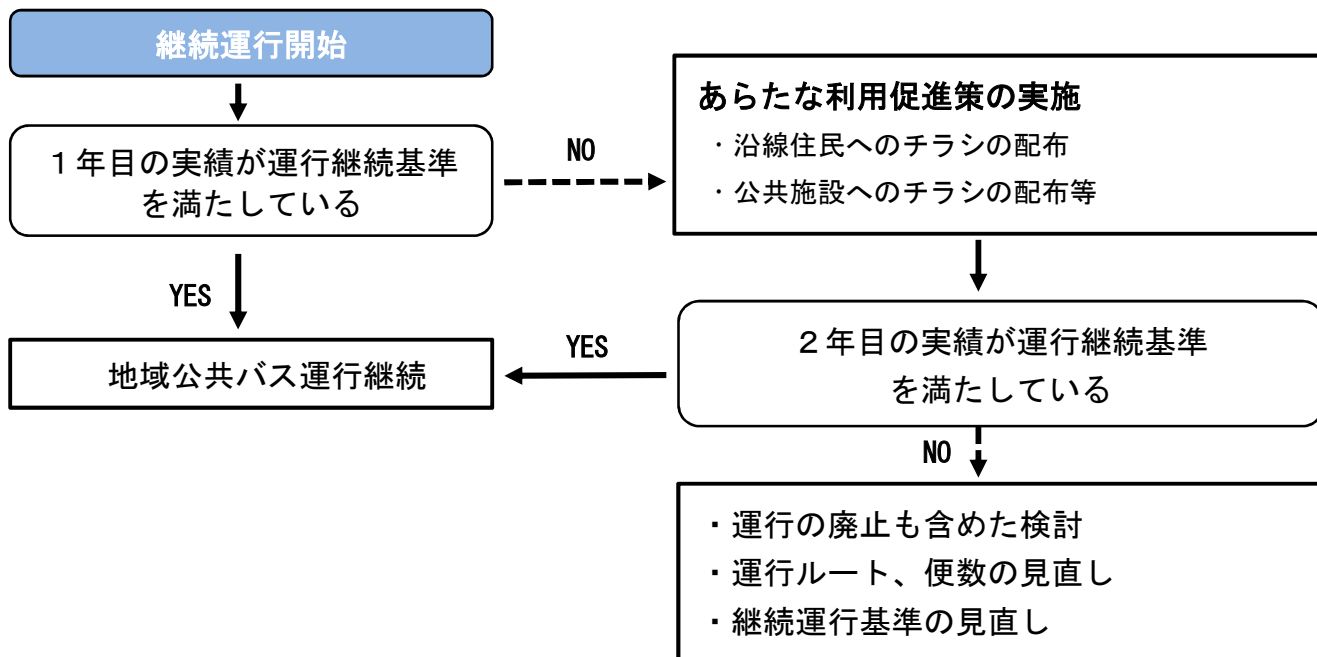 継続運行開始
１年目の実績が運行継続基準
を満たしている
NO
あらたな利用促進策の実施
・沿線住民へのチラシの配布
・公共施設へのチラシの配布等
YES
地域公共バス運行継続
YES
２年目の実績が運行継続基準
を満たしている
NO
・運行の廃止も含めた検討
・運行ルート、便数の見直し
・継続運行基準の見直し